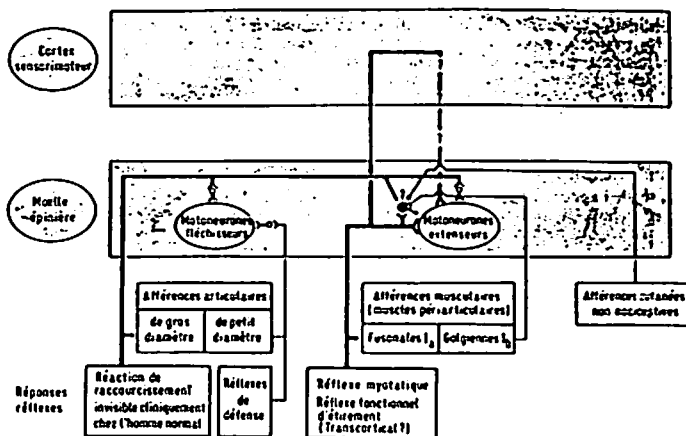 Cortex
sensorimoteur
Moelle
épinière
Motoneurones
fléchisseurs
Motoneurones
extenseurs
?
Afférences articulaires
de gros
diamètre
de petit
diamètre
Afférences musculaires
(muscles périarticulaires)
Fusoriales Ia
Golgiennes Ib
Afférences cutanées
non nociceptives
Réponses
réflexes
Réaction de
raccourcissement
invisible cliniquement
chez l'homme normal
Réflexes
de
défense
Réflexe myotatique
Réflexe fonctionnel
d'étirement
(Transcortical ?)